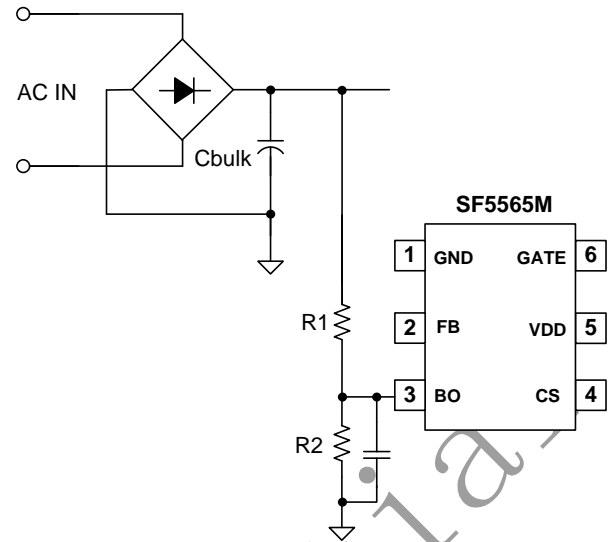 AC IN
Cbulk
SF5565M
1 GND GATE 6
R1
2 FB VDD 5
3 BO CS 4
R2